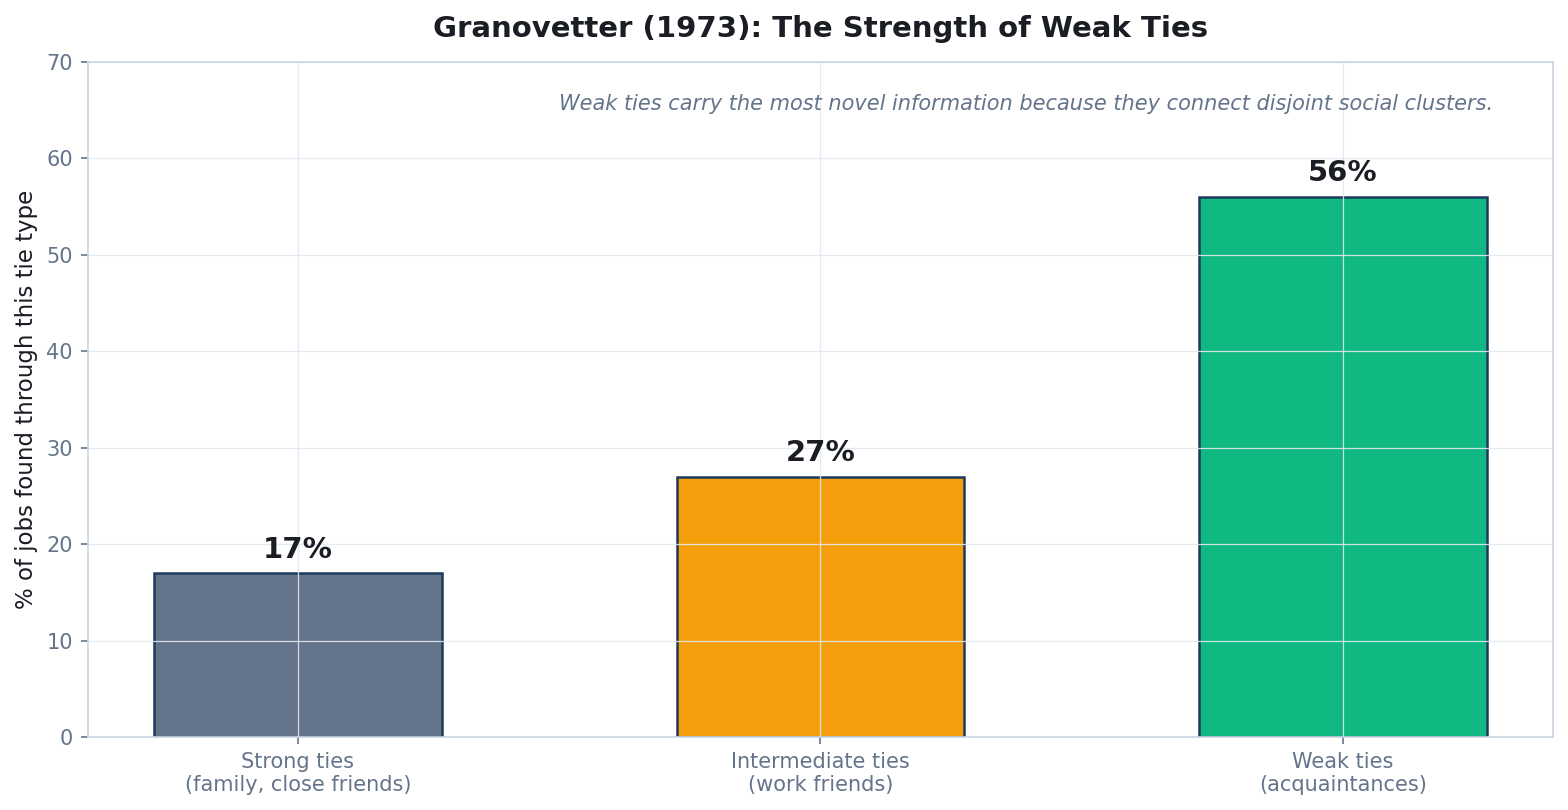 Granovetter (1973): The Strength of Weak Ties
Weak ties carry the most novel information because they connect disjoint social clusters.
% of jobs found through this tie type
70
60
50
40
30
20
10
0
17%
27%
56%
Strong ties
(family, close friends)
Intermediate ties
(work friends)
Weak ties
(acquaintances)